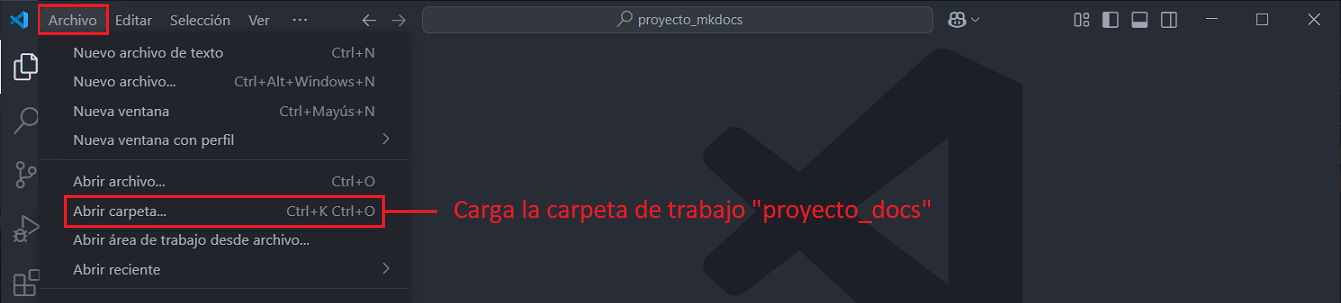 Archivo Editar Selección Ver ··· proyecto_mkdocs
Nuevo archivo de texto Ctrl+N
Nuevo archivo... Ctrl+Alt+Windows+N
Nueva ventana Ctrl+Mayús+N
Nueva ventana con perfil
Abrir archivo... Ctrl+O
Abrir carpeta... Ctrl+K Ctrl+O Carga la carpeta de trabajo "proyecto_docs"
Abrir área de trabajo desde archivo...
Abrir reciente